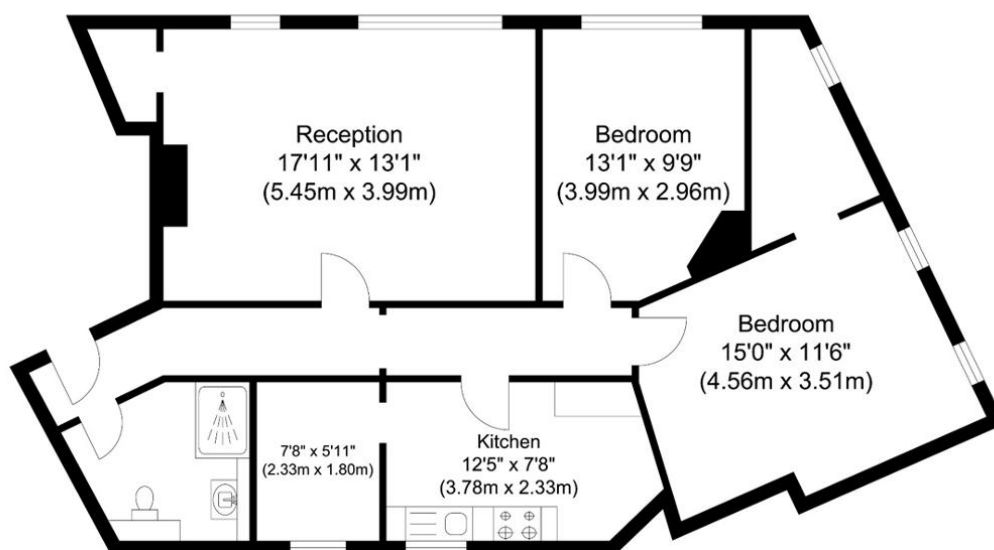 Reception
17'11" x 13'1"
(5.45m x 3.99m)
Bedroom
13'1" x 9'9"
(3.99m x 2.96m)
Bedroom
15'0" x 11'6"
(4.56m x 3.51m)
7'8" x 5'11"
(2.33m x 1.80m)
Kitchen
12'5" x 7'8"
(3.78m x 2.33m)